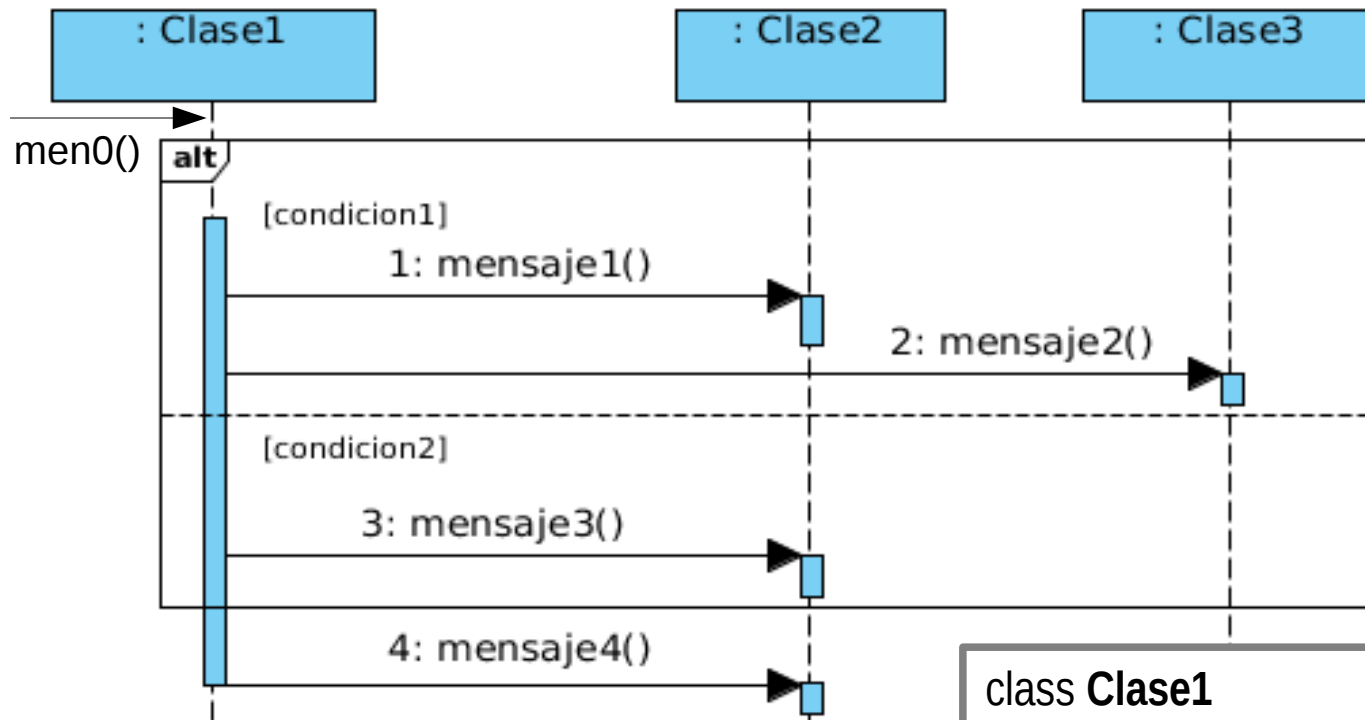 : Clase1
: Clase2
: Clase3
men0()
alt
[condicion1]
1: mensaje1()
2: mensaje2()
[condicion2]
3: mensaje3()
4: mensaje4()
class Clase1